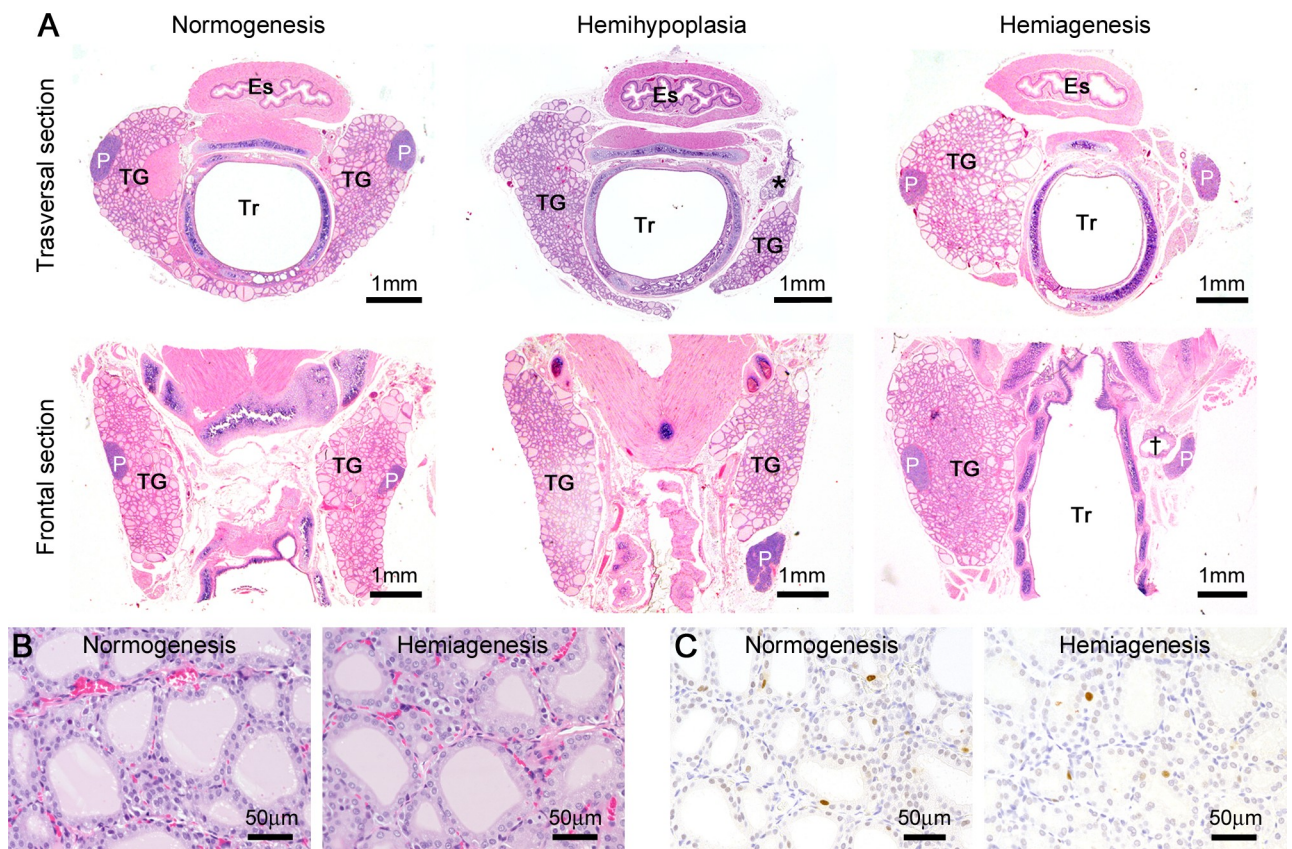 A
Normogenesis
Hemihypoplasia
Hemiagenesis
Trasversal section
Es
P
TG
Tr
TG
P
1mm
Es
TG
Tr
*
TG
1mm
Es
TG
P
Tr
P
1mm
Frontal section
P
TG
TG
P
1mm
TG
TG
P
1mm
P
TG
Tr
†
P
1mm
B
Normogenesis
50μm
Hemiagenesis
50μm
C
Normogenesis
50μm
Hemiagenesis
50μm